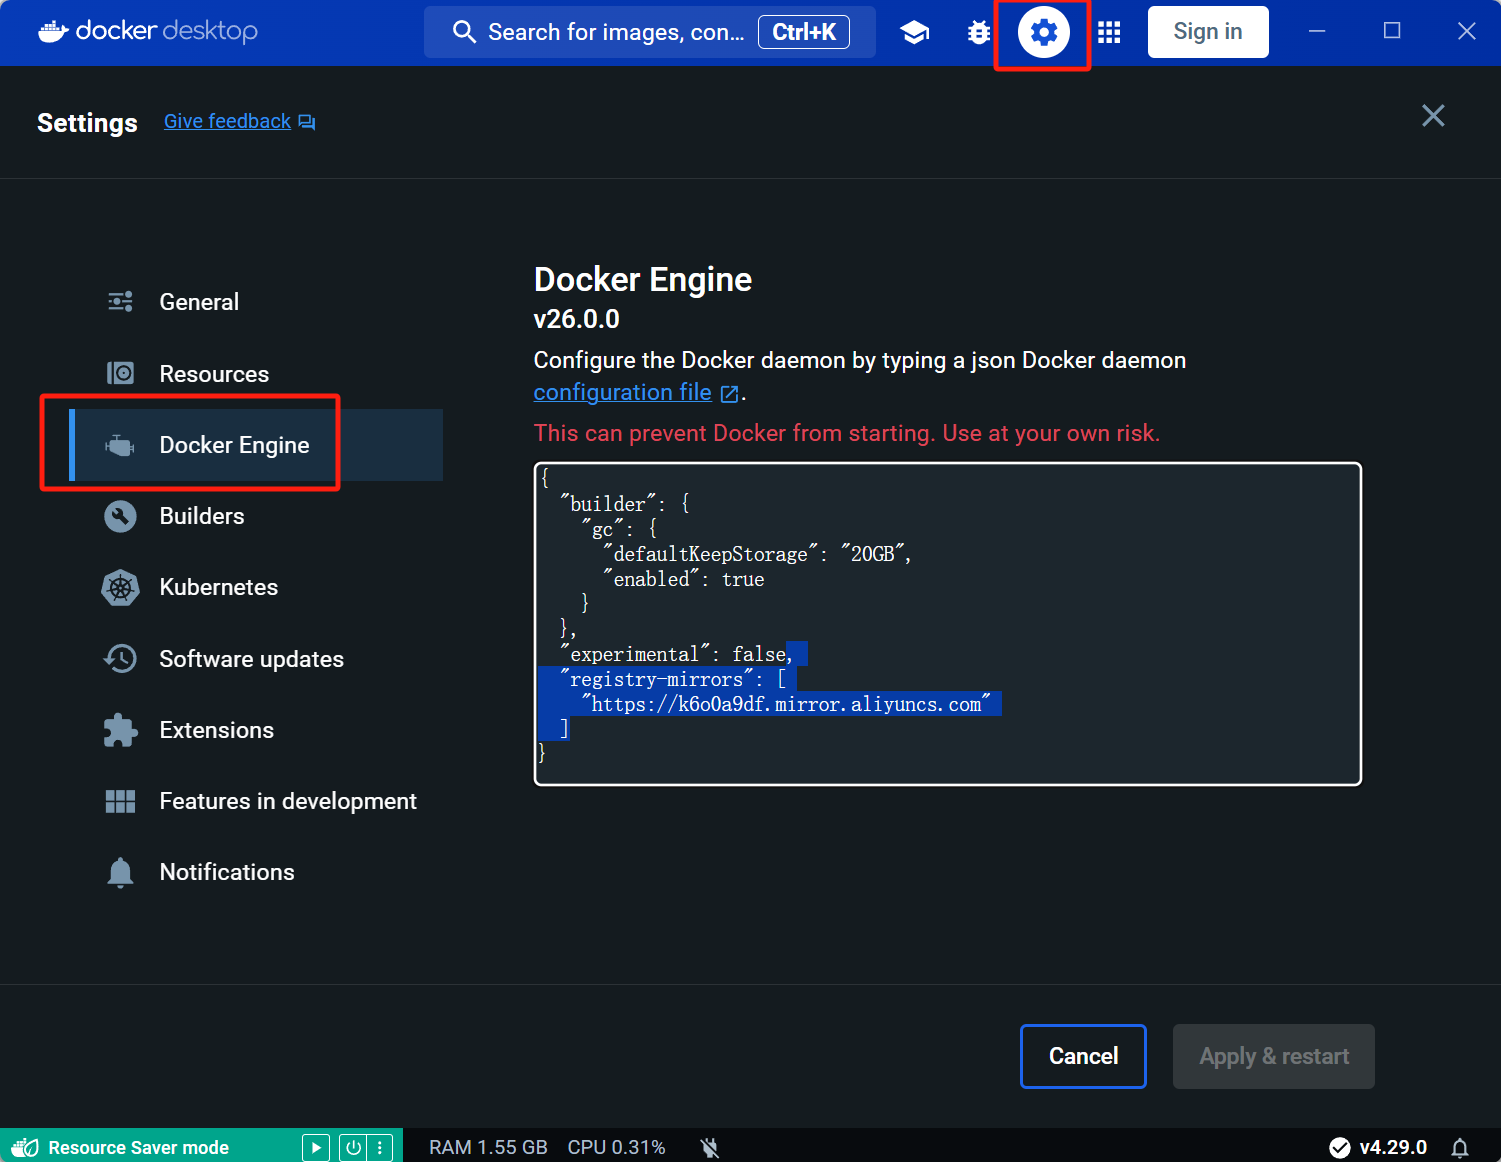 docker desktop
Search for images, con... Ctrl+K
Sign in
Settings
Give feedback
General
Resources
Docker Engine
Builders
Kubernetes
Software updates
Extensions
Features in development
Notifications
Docker Engine
v26.0.0
Configure the Docker daemon by typing a json Docker daemon
configuration file .
This can prevent Docker from starting. Use at your own risk.
{
  "builder": {
    "gc": {
      "defaultKeepStorage": "20GB",
      "enabled": true
    }
  },
  "experimental": false,
  "registry-mirrors": [
    "https://k6o0a9df.mirror.aliyuncs.com"
  ]
}
Cancel
Apply & restart
Resource Saver mode
RAM 1.55 GB CPU 0.31%
v4.29.0